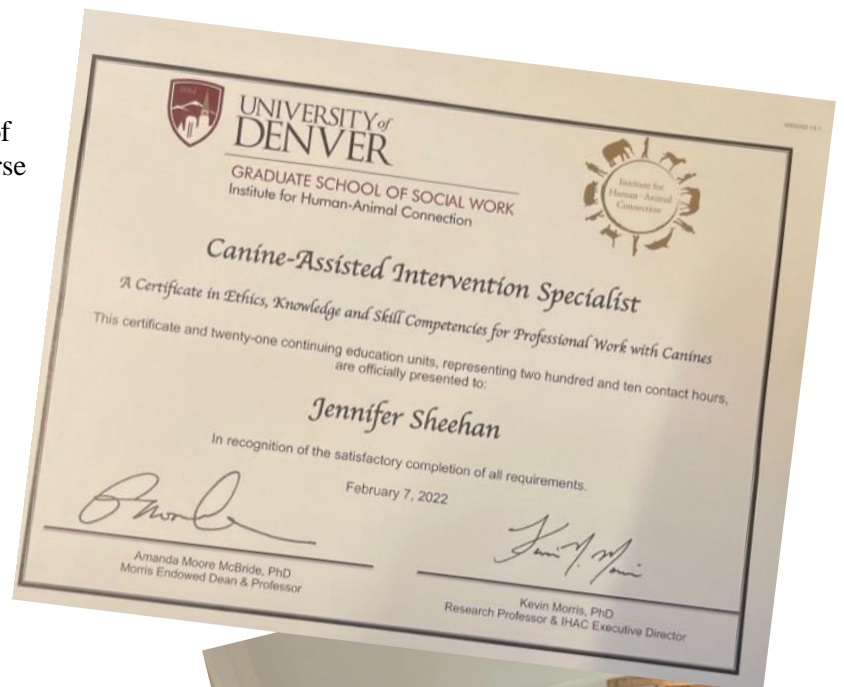 of
rse
UNIVERSITY of
DENVER
GRADUATE SCHOOL OF SOCIAL WORK
Institute for Human-Animal Connection
Institute for
Human-Animal
Connection
Canine-Assisted Intervention Specialist
A Certificate in Ethics, Knowledge and Skill Competencies for Professional Work with Canines
This certificate and twenty-one continuing education units, representing two hundred and ten contact hours,
are officially presented to:
Jennifer Sheehan
In recognition of the satisfactory completion of all requirements.
February 7, 2022
Amanda Moore McBride, PhD
Morris Endowed Dean & Professor
Kevin Morris, PhD
Research Professor & IHAC Executive Director